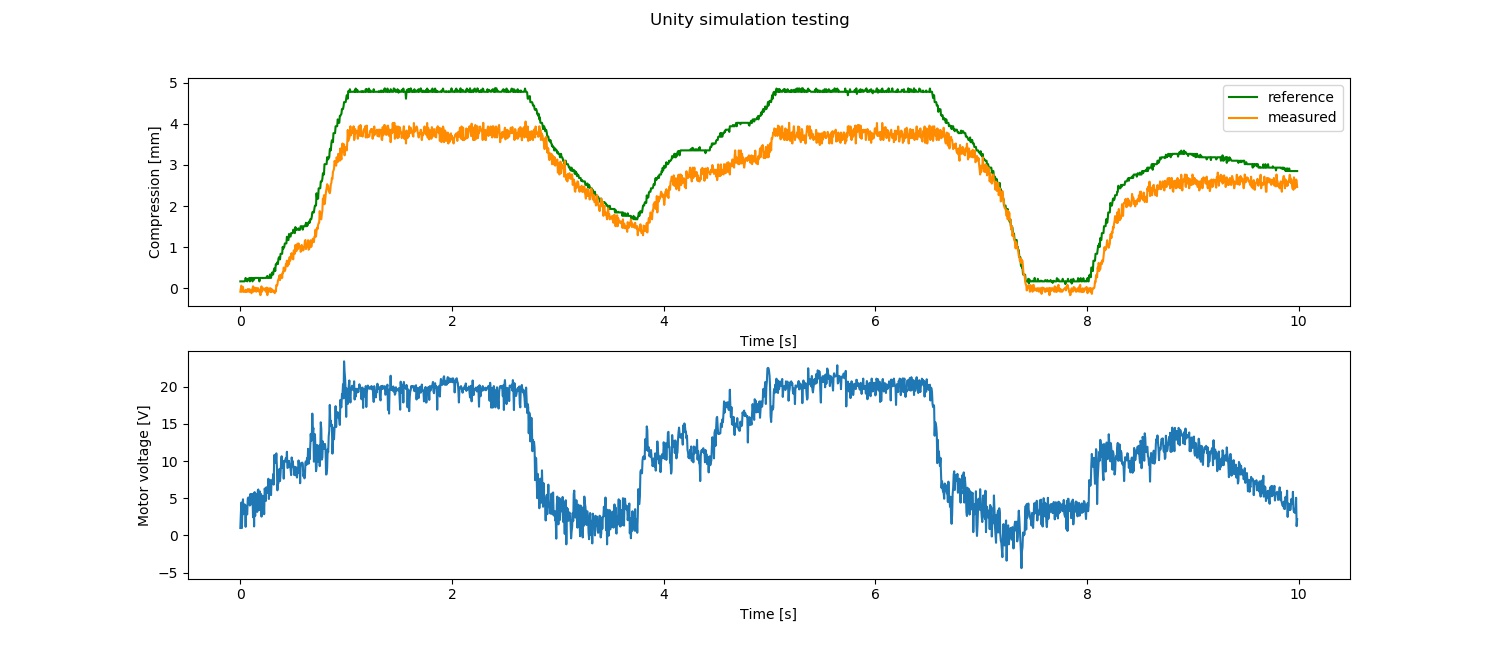 Unity simulation testing
5
4
3
2
1
0
Compression [mm]
reference
measured
0 2 4 6 8 10
Time [s]
20
15
10
5
0
−5
Motor voltage [V]
0 2 4 6 8 10
Time [s]